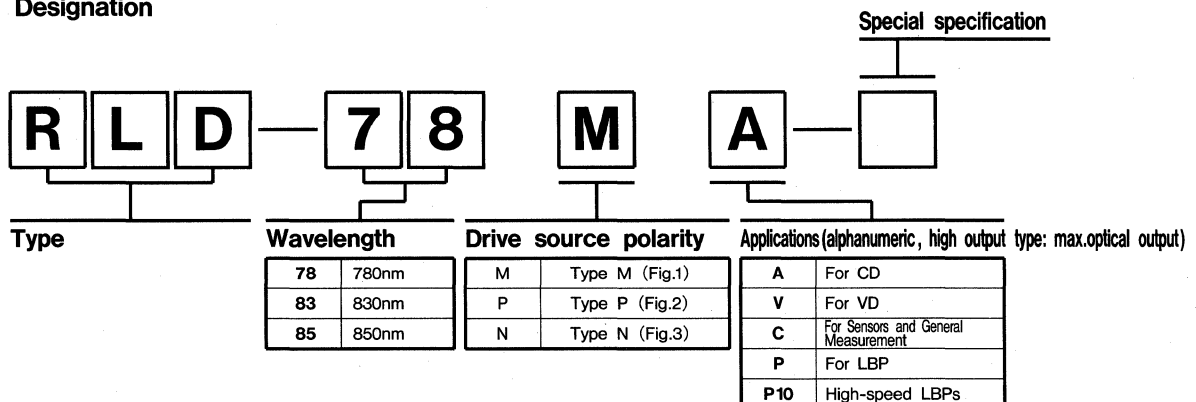 Designation
Special specification
RLD — 78 M A —
Type
Wavelength
78 780nm
83 830nm
85 850nm
Drive source polarity
M Type M (Fig.1)
P Type P (Fig.2)
N Type N (Fig.3)
Applications (alphanumeric, high output type: max.optical output)
A For CD
V For VD
C For Sensors and General
Measurement
P For LBP
P10 High-speed LBPs